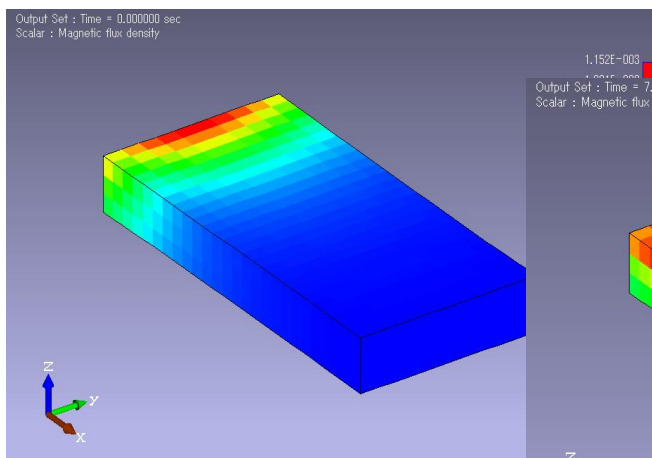 Output Set : Time = 0.000000 sec
Scalar : Magnetic flux density
1.152E-003
Output Set : Time = 7.
Scalar : Magnetic flux
Z
Y
X
Z